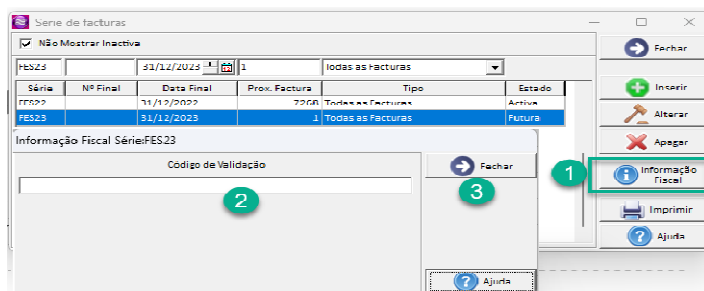 Serie de facturas
Não Mostrar Inactiva
Fechar
FES23 31/12/2023 1 Todas as Facturas
Série Nº Final Data Final Prox. Factura Tipo Estado
FES22 31/12/2022 7268 Todas as Facturas Activa
FES23 31/12/2023 1 Todas as Facturas Futura
Inserir
Alterar
Apagar
Informação Fiscal Série:FES23
Código de Validação
Fechar
1
Informação
Fiscal
2
3
Imprimir
Ajuda
Ajuda